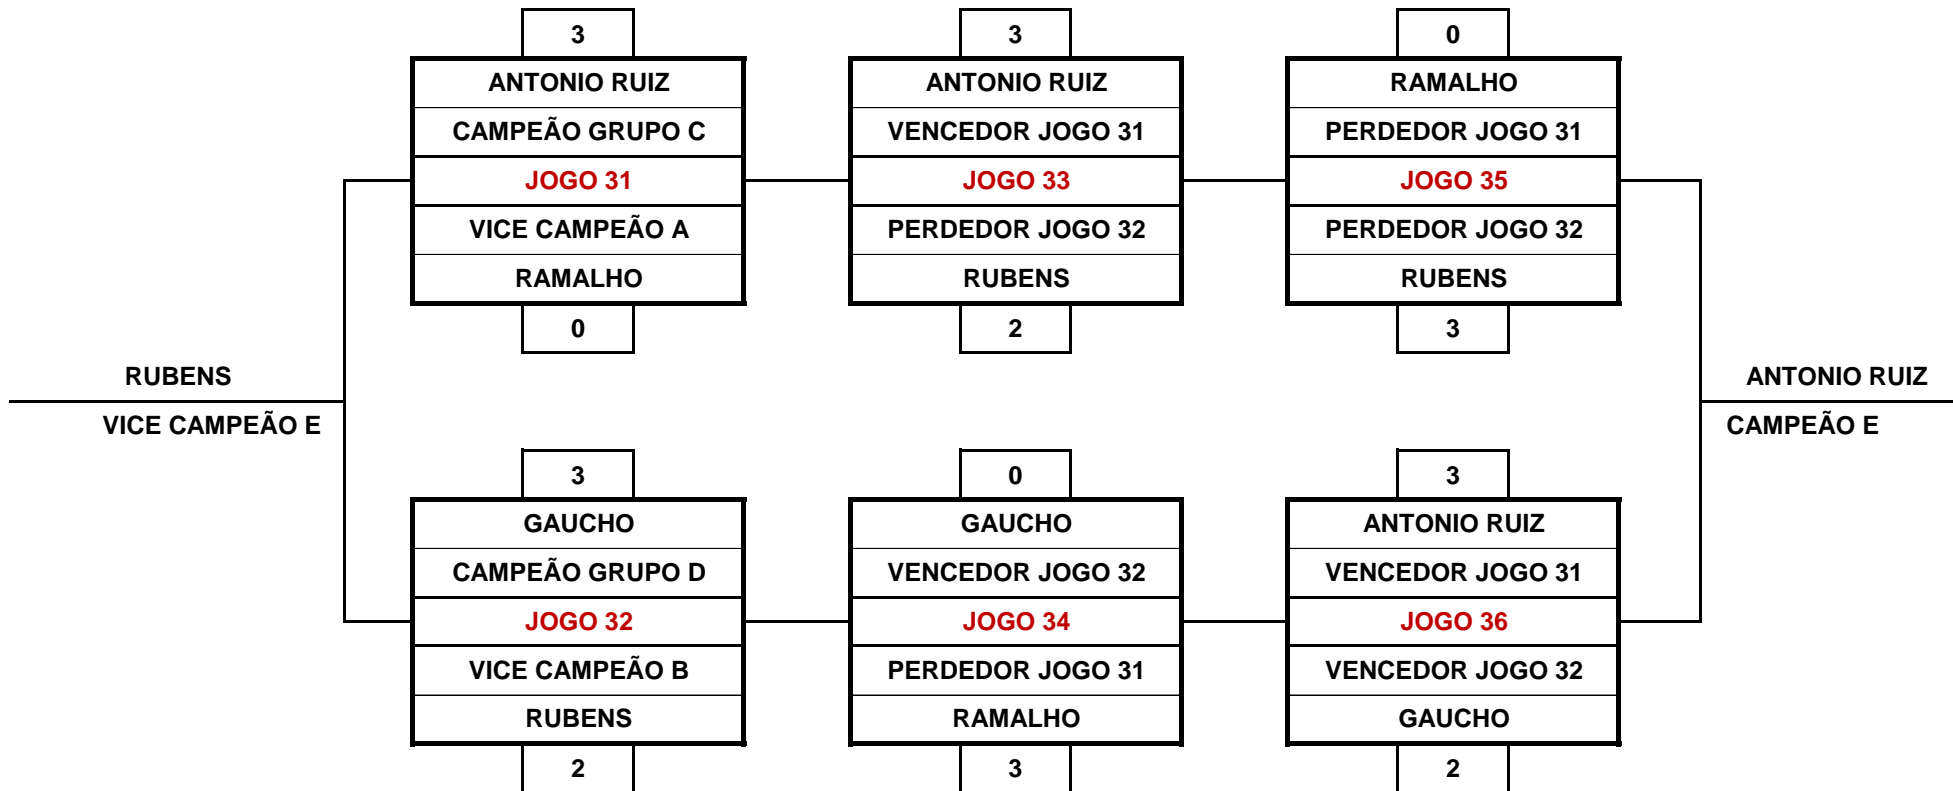 3
ANTONIO RUIZ
CAMPEÃO GRUPO C
JOGO 31
VICE CAMPEÃO A
RAMALHO
0
3
ANTONIO RUIZ
VENCEDOR JOGO 31
JOGO 33
PERDEDOR JOGO 32
RUBENS
2
0
RAMALHO
PERDEDOR JOGO 31
JOGO 35
PERDEDOR JOGO 32
RUBENS
3
RUBENS
VICE CAMPEÃO E
ANTONIO RUIZ
CAMPEÃO E
3
GAUCHO
CAMPEÃO GRUPO D
JOGO 32
VICE CAMPEÃO B
RUBENS
2
0
GAUCHO
VENCEDOR JOGO 32
JOGO 34
PERDEDOR JOGO 31
RAMALHO
3
3
ANTONIO RUIZ
VENCEDOR JOGO 31
JOGO 36
VENCEDOR JOGO 32
GAUCHO
2